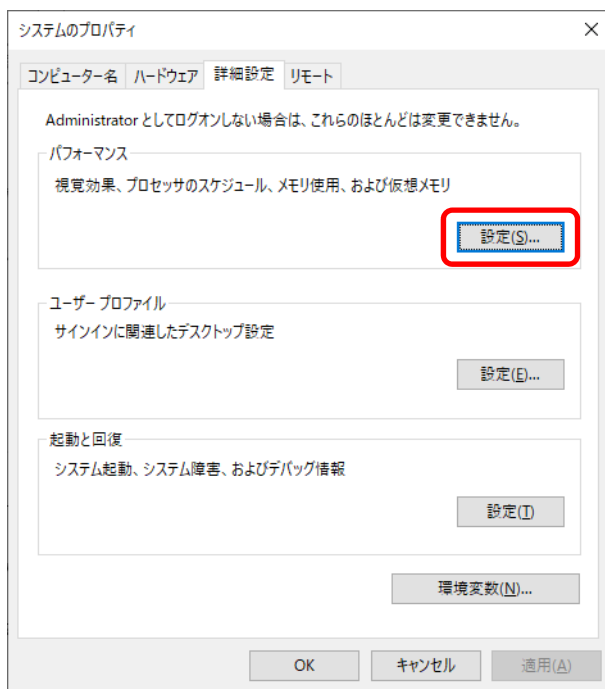 システムのプロパティ
コンピューター名 ハードウェア 詳細設定 リモート
Administrator としてログオンしない場合は、これらのほとんどは変更できません。
パフォーマンス
視覚効果、プロセッサのスケジュール、メモリ使用、および仮想メモリ
設定(S)...
ユーザー プロファイル
サインインに関連したデスクトップ設定
設定(E)...
起動と回復
システム起動、システム障害、およびデバッグ情報
設定(T)
環境変数(N)...
OK キャンセル 適用(A)